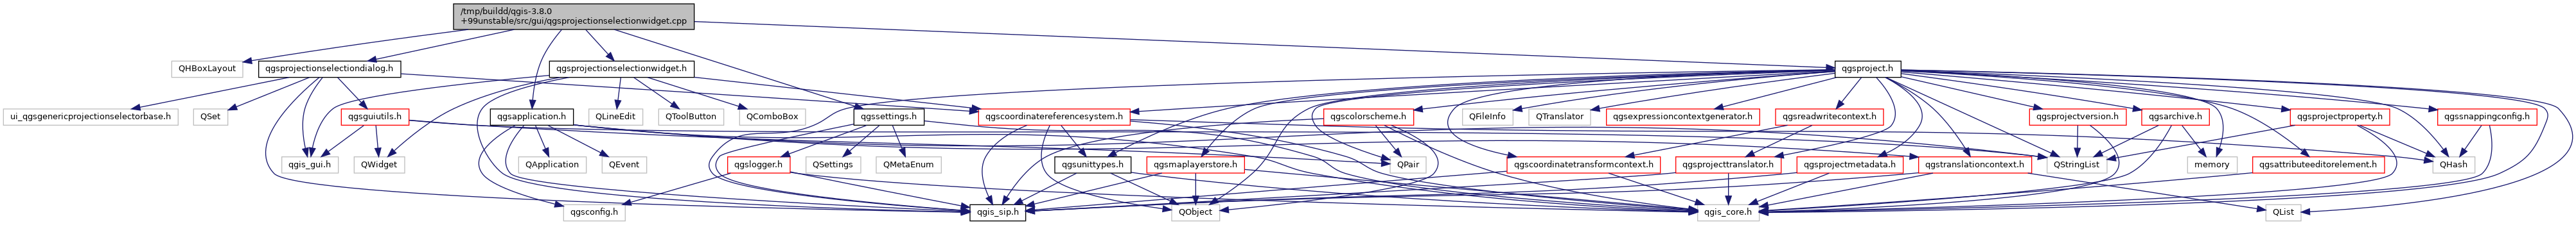 /tmp/buildd/qgis-3.8.0
+99unstable/src/gui/qgsprojectionselectionwidget.cpp
QHBoxLayout
qgsprojectionselectiondialog.h
qgsprojectionselectionwidget.h
qgsproject.h
ui_qgsgenericprojectionselectorbase.h
QSet
qgsguiutils.h
qgsapplication.h
QLineEdit
QToolButton
QComboBox
qgssettings.h
qgscoordinatereferencesystem.h
qgscolorscheme.h
QFileInfo
QTranslator
qgsexpressioncontextgenerator.h
qgsreadwritecontext.h
qgsprojectversion.h
qgsarchive.h
qgsprojectproperty.h
qgssnappingconfig.h
qgis_gui.h
QWidget
QApplication
QEvent
qgslogger.h
QSettings
QMetaEnum
qgsunittypes.h
qgsmaplayerstore.h
QPair
qgscoordinatetransformcontext.h
qgsprojecttranslator.h
qgsprojectmetadata.h
qgstranslationcontext.h
QStringList
memory
qgsattributeeditorelement.h
QHash
qgsconfig.h
qgis_sip.h
QObject
qgis_core.h
QList